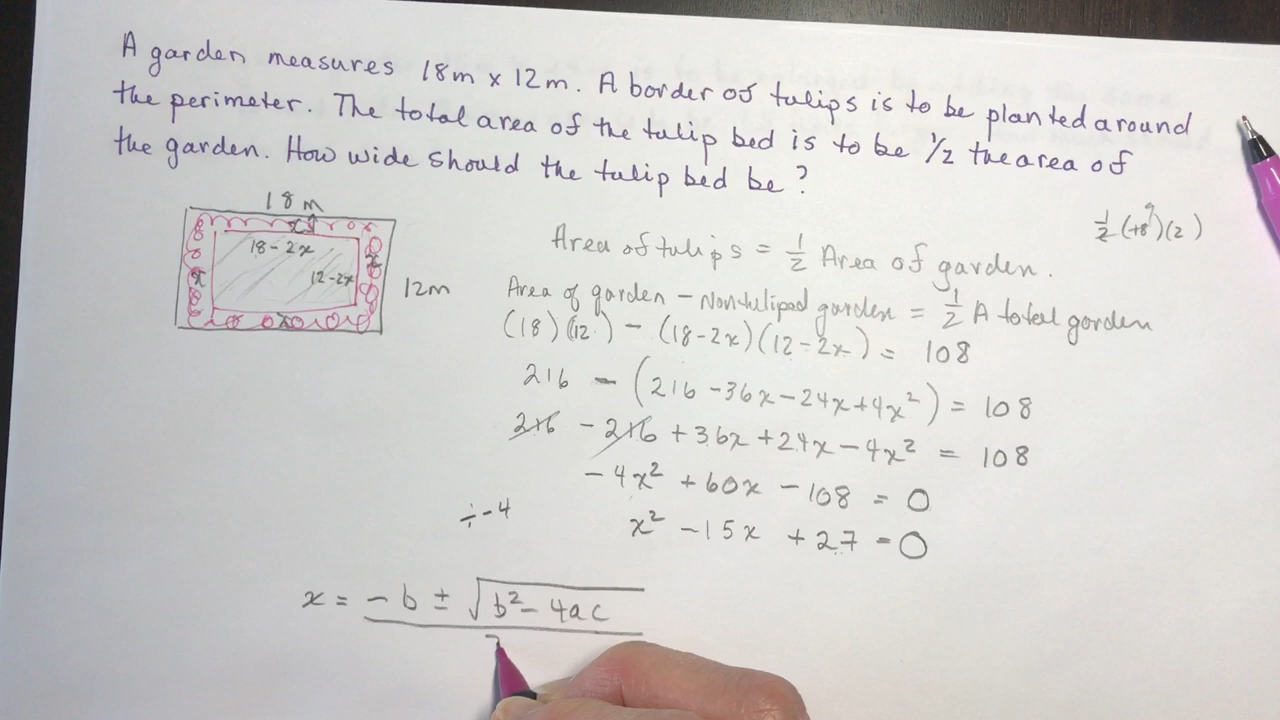 A garden measures 18m x 12m. A border of tulips is to be planted around
the perimeter. The total area of the tulip bed is to be 1/2 the area of
the garden. How wide should the tulip bed be?
18 m
x
18-2x
x
x
12-2x
12m
x
Area of tulips = 1/2 Area of garden.
Area of garden - Nontuliped garden = 1/2 A total garden
(18)(12) - (18-2x)(12-2x) = 108
216 - (216 -36x-24x+4x²) = 108
216 - 216 + 36x + 24x - 4x² = 108
-4x² + 60x - 108 = 0
÷-4
x² - 15x + 27 = 0
x = -b ± √b²-4ac